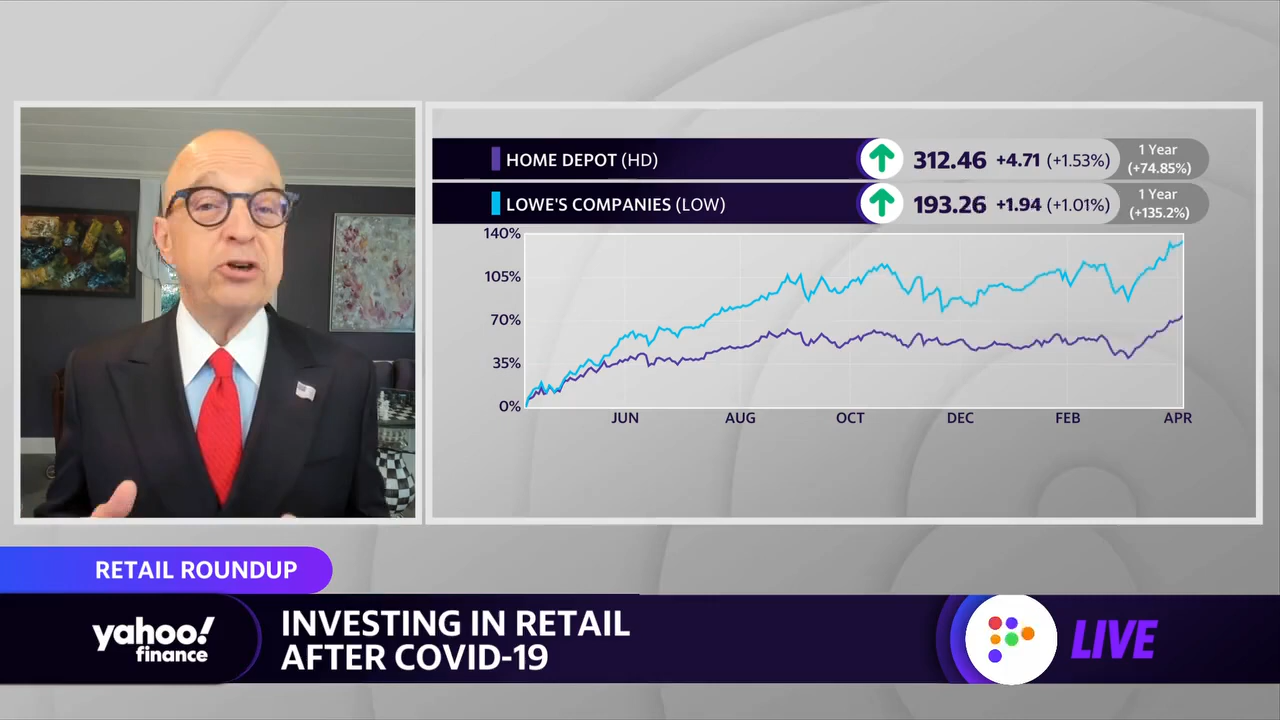 HOME DEPOT (HD) 312.46 +4.71 (+1.53%) 1 Year
(+74.85%)
LOWE'S COMPANIES (LOW) 193.26 +1.94 (+1.01%) 1 Year
(+135.2%)
140%
105%
70%
35%
0%
JUN AUG OCT DEC FEB APR
RETAIL ROUNDUP
yahoo!
finance
INVESTING IN RETAIL
AFTER COVID-19
LIVE